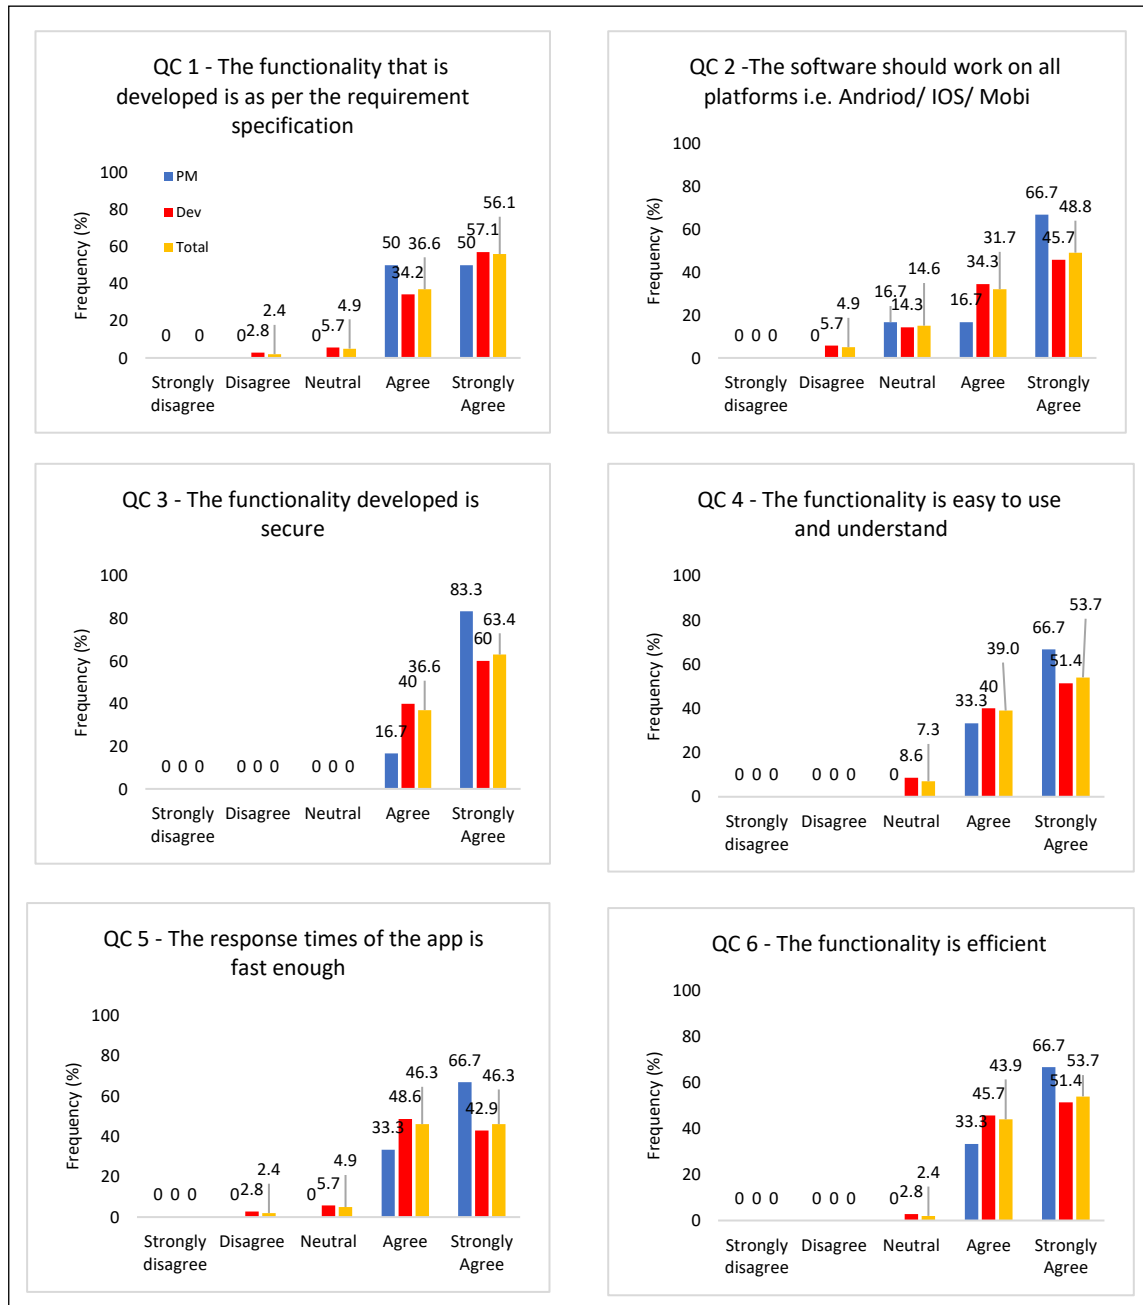 QC 1 - The functionality that is
developed is as per the requirement
specification
Frequency (%)
100
80
60
40
20
0
PM
Dev
Total
0 0
0 2.8 2.4
0 5.7 4.9
50 34.2 36.6
50 57.1 56.1
Strongly disagree Disagree Neutral Agree Strongly Agree
QC 2 -The software should work on all
platforms i.e. Andriod/ IOS/ Mobi
Frequency (%)
100
80
60
40
20
0
0 0 0
0 5.7 4.9
16.7 14.3 14.6
16.7 34.3 31.7
66.7 45.7 48.8
Strongly disagree Disagree Neutral Agree Strongly Agree
QC 3 - The functionality developed is
secure
Frequency (%)
100
80
60
40
20
0
0 0 0
0 0 0
0 0 0
16.7 40 36.6
83.3 60 63.4
Strongly disagree Disagree Neutral Agree Strongly Agree
QC 4 - The functionality is easy to use
and understand
Frequency (%)
100
80
60
40
20
0
0 0 0
0 0 0
0 8.6 7.3
33.3 40 39.0
66.7 51.4 53.7
Strongly disagree Disagree Neutral Agree Strongly Agree
QC 5 - The response times of the app is
fast enough
Frequency (%)
100
80
60
40
20
0
0 0 0
0 2.8 2.4
0 5.7 4.9
33.3 48.6 46.3
66.7 42.9 46.3
Strongly disagree Disagree Neutral Agree Strongly Agree
QC 6 - The functionality is efficient
Frequency (%)
100
80
60
40
20
0
0 0 0
0 0 0
0 2.8 2.4
33.3 45.7 43.9
66.7 51.4 53.7
Strongly disagree Disagree Neutral Agree Strongly Agree